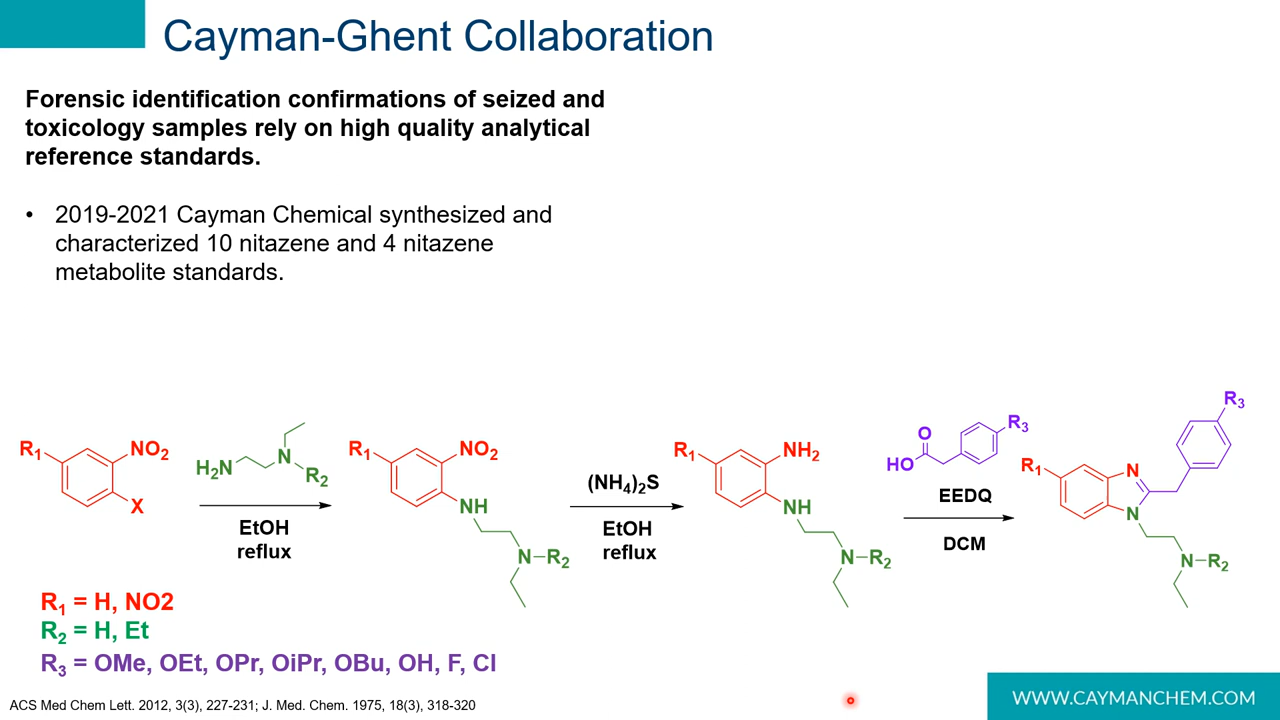 Cayman-Ghent Collaboration
Forensic identification confirmations of seized and
toxicology samples rely on high quality analytical
reference standards.
• 2019-2021 Cayman Chemical synthesized and
characterized 10 nitazene and 4 nitazene
metabolite standards.
R₁ NO₂
X
H₂N N R₂
EtOH
reflux
R₁ NO₂
NH
N–R₂
(NH₄)₂S
EtOH
reflux
R₁ NH₂
NH
N–R₂
O
HO R₃
EEDQ
DCM
R₃
R₁ N
N
N–R₂
R₁ = H, NO2
R₂ = H, Et
R₃ = OMe, OEt, OPr, OiPr, OBu, OH, F, Cl
ACS Med Chem Lett. 2012, 3(3), 227-231; J. Med. Chem. 1975, 18(3), 318-320
WWW.CAYMANCHEM.COM